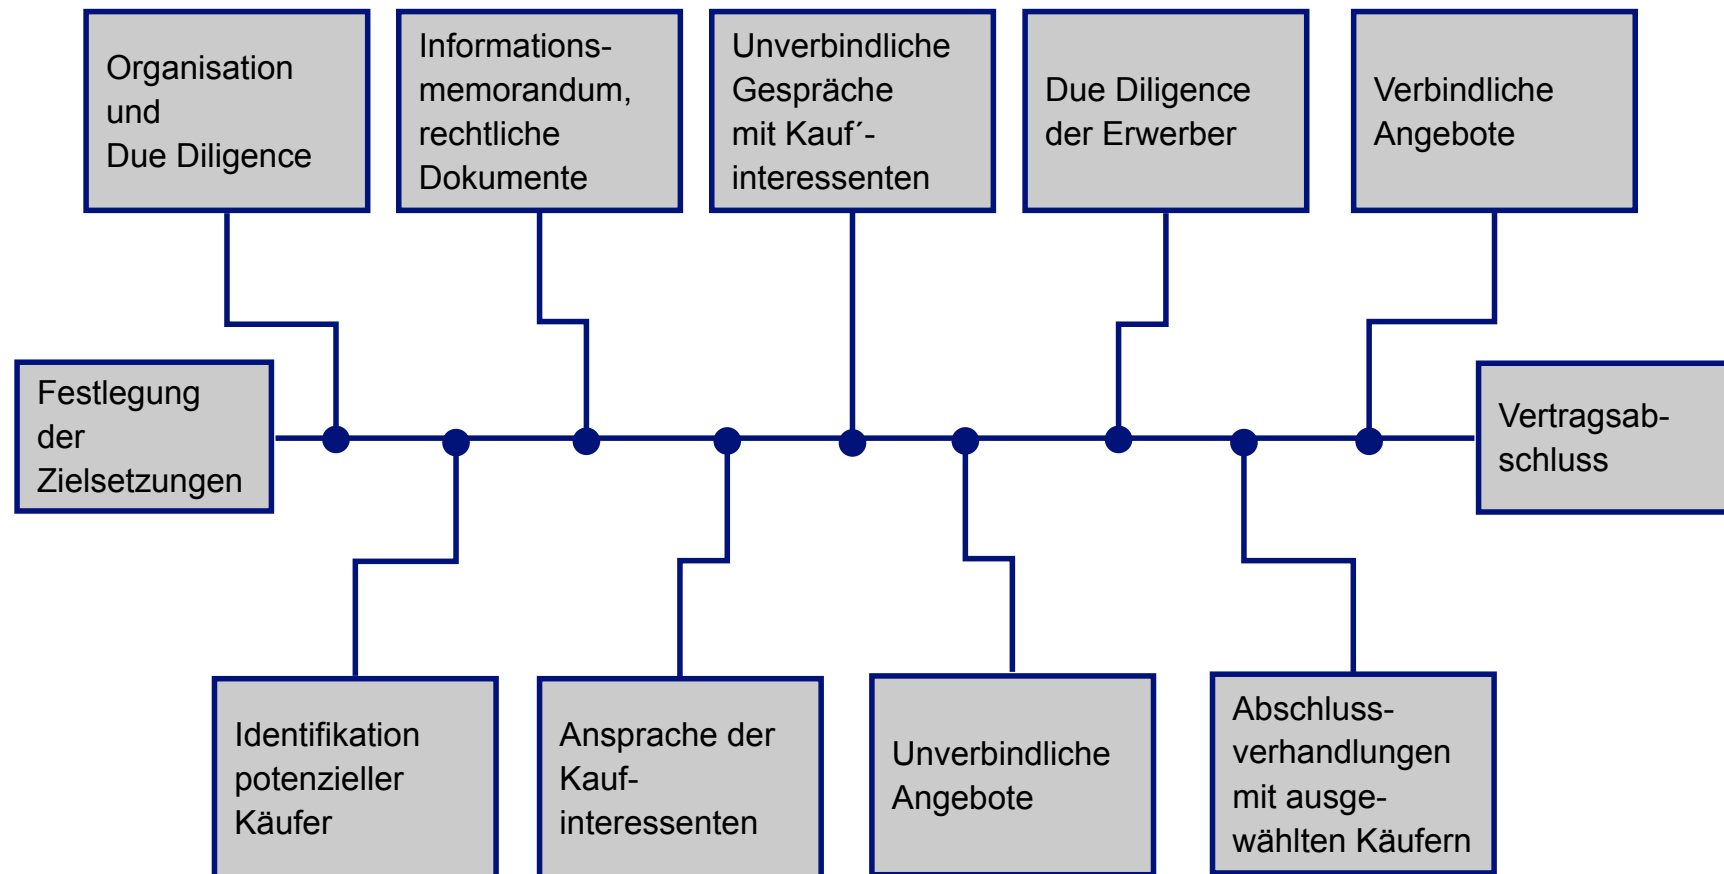 Organisation
und
Due Diligence
Informations-
memorandum,
rechtliche
Dokumente
Unverbindliche
Gespräche
mit Kauf´-
interessenten
Due Diligence
der Erwerber
Verbindliche
Angebote
Festlegung
der
Zielsetzungen
Vertragsab-
schluss
Identifikation
potenzieller
Käufer
Ansprache der
Kauf-
interessenten
Unverbindliche
Angebote
Abschluss-
verhandlungen
mit ausge-
wählten Käufern